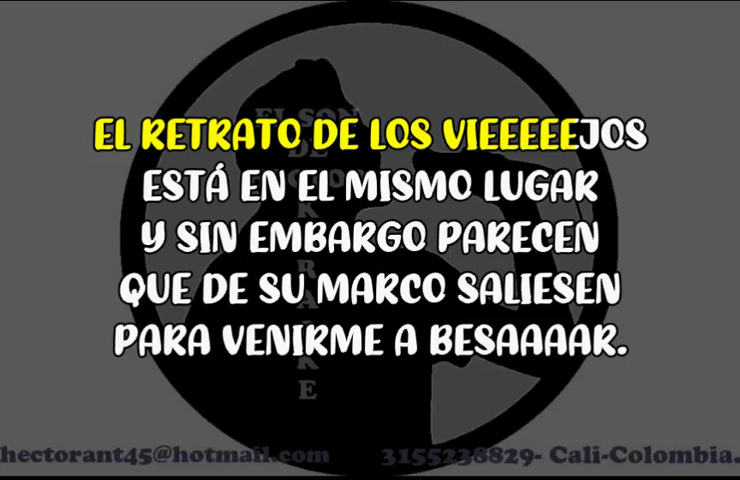 EL RETRATO DE LOS VIEEEEEJOS
ESTÁ EN EL MISMO LUGAR
Y SIN EMBARGO PARECEN
QUE DE SU MARCO SALIESEN
PARA VENIRME A BESAAAAR.
hectorant45@hotmail.com 3155238829- Cali-Colombia.